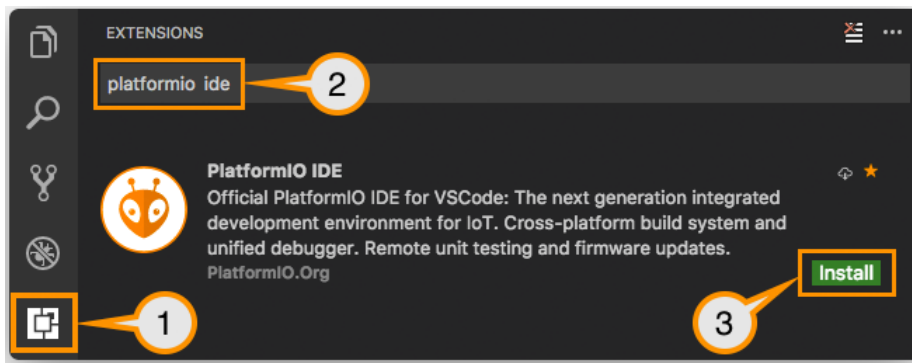 EXTENSIONS
platformio ide
2
PlatformIO IDE
Official PlatformIO IDE for VSCode: The next generation integrated
development environment for IoT. Cross-platform build system and
unified debugger. Remote unit testing and firmware updates.
PlatformIO.Org
Install
1
3